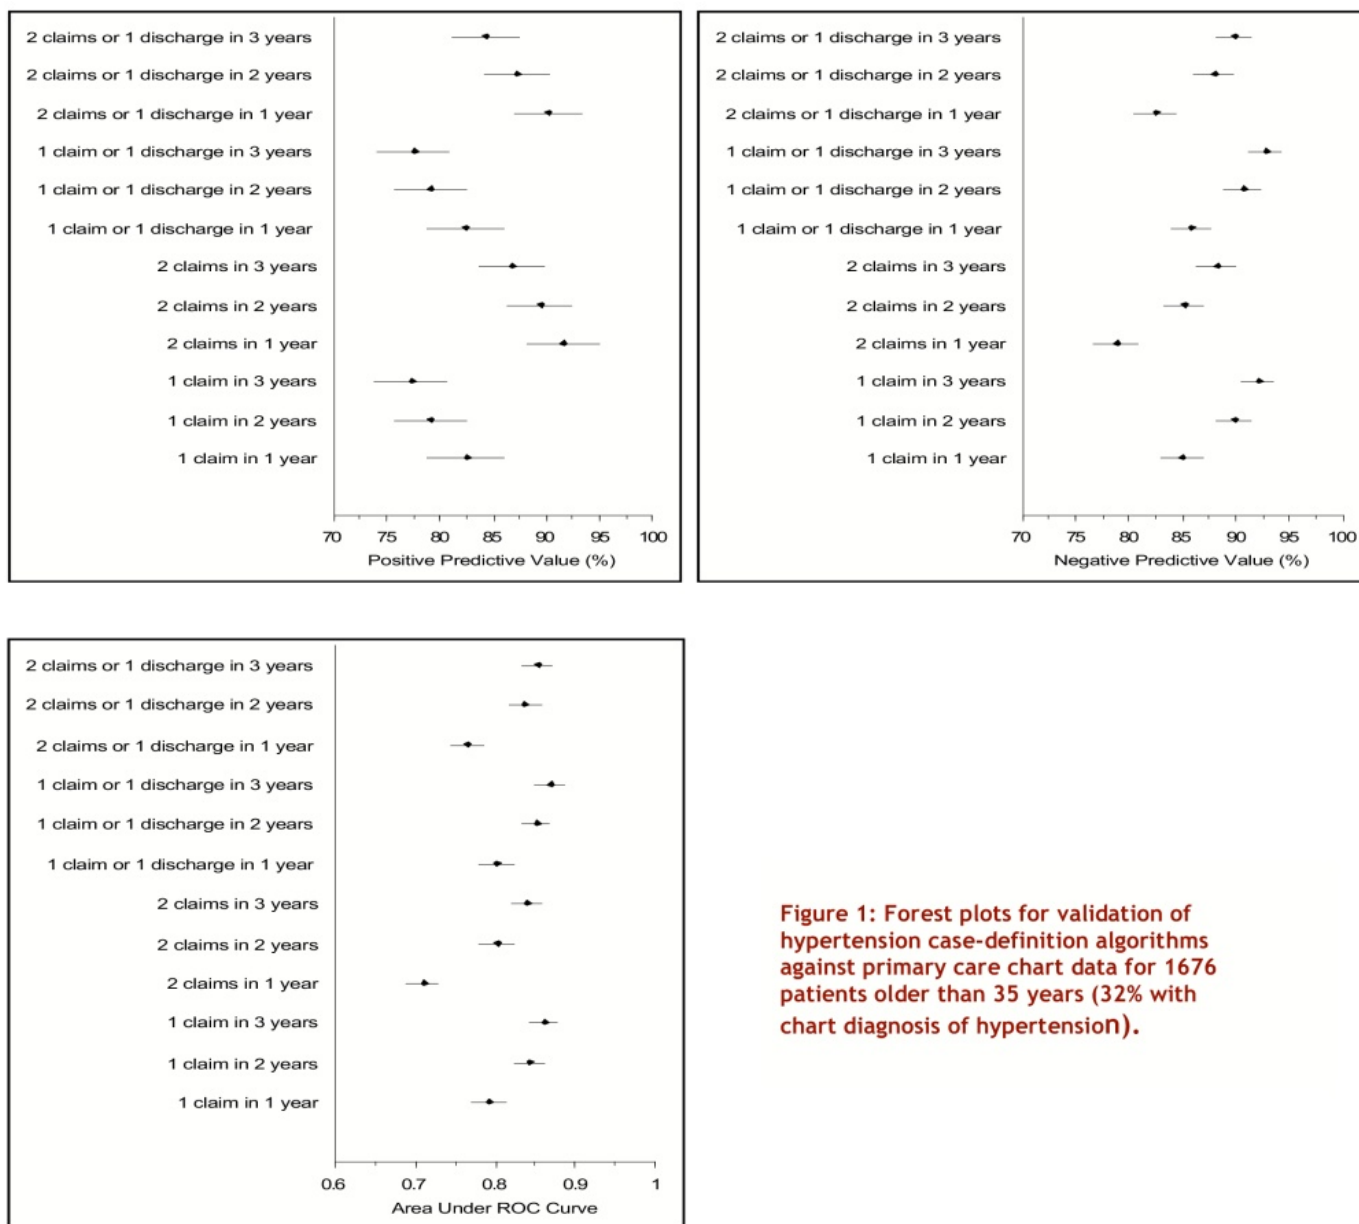 2 claims or 1 discharge in 3 years
2 claims or 1 discharge in 2 years
2 claims or 1 discharge in 1 year
1 claim or 1 discharge in 3 years
1 claim or 1 discharge in 2 years
1 claim or 1 discharge in 1 year
2 claims in 3 years
2 claims in 2 years
2 claims in 1 year
1 claim in 3 years
1 claim in 2 years
1 claim in 1 year
70 75 80 85 90 95 100
Positive Predictive Value (%)
2 claims or 1 discharge in 3 years
2 claims or 1 discharge in 2 years
2 claims or 1 discharge in 1 year
1 claim or 1 discharge in 3 years
1 claim or 1 discharge in 2 years
1 claim or 1 discharge in 1 year
2 claims in 3 years
2 claims in 2 years
2 claims in 1 year
1 claim in 3 years
1 claim in 2 years
1 claim in 1 year
70 75 80 85 90 95 100
Negative Predictive Value (%)
2 claims or 1 discharge in 3 years
2 claims or 1 discharge in 2 years
2 claims or 1 discharge in 1 year
1 claim or 1 discharge in 3 years
1 claim or 1 discharge in 2 years
1 claim or 1 discharge in 1 year
2 claims in 3 years
2 claims in 2 years
2 claims in 1 year
1 claim in 3 years
1 claim in 2 years
1 claim in 1 year
0.6 0.7 0.8 0.9 1
Area Under ROC Curve
Figure 1: Forest plots for validation of
hypertension case-definition algorithms
against primary care chart data for 1676
patients older than 35 years (32% with
chart diagnosis of hypertension).